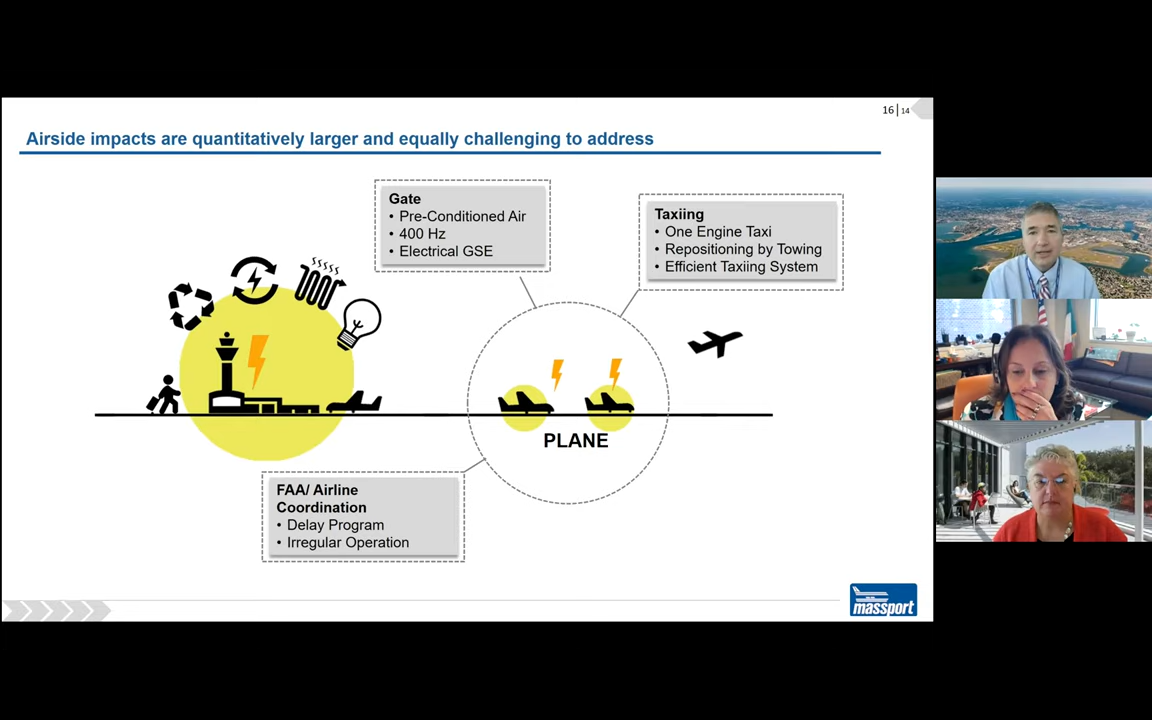 16| 14
Airside impacts are quantitatively larger and equally challenging to address
Gate
• Pre-Conditioned Air
• 400 Hz
• Electrical GSE
Taxiing
• One Engine Taxi
• Repositioning by Towing
• Efficient Taxiing System
PLANE
FAA/ Airline
Coordination
• Delay Program
• Irregular Operation
massport